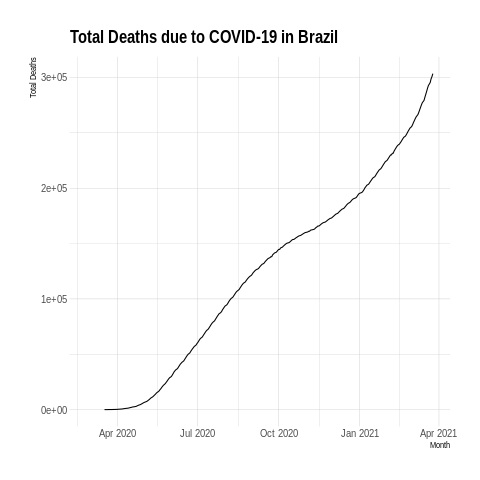 Total Deaths due to COVID-19 in Brazil
Total Deaths
3e+05
2e+05
1e+05
0e+00
Apr 2020 Jul 2020 Oct 2020 Jan 2021 Apr 2021
Month